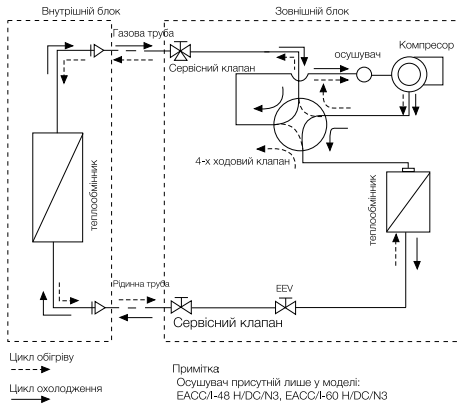 Внутрішній блок
Зовнішній блок
Газова труба
Компресор
осушувач
Сервісний клапан
4-х ходовий клапан
теплообмінник
теплообмінник
Рідинна труба
EEV
Сервісний клапан
Цикл обігріву
Цикл охолодження
Примітка:
Осушувач присутній лише у моделі:
EACC/I-48 H/DC/N3, EACC/I-60 H/DC/N3